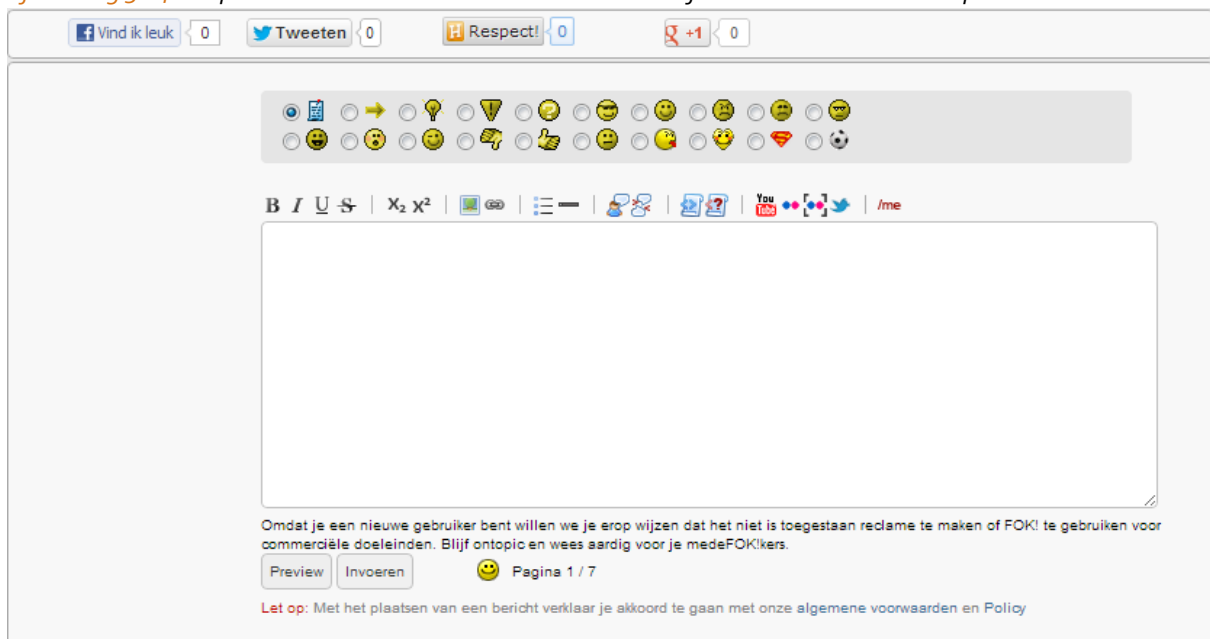 Vind ik leuk 0 Tweeten 0 Respect! 0 +1 0
B I U S X₂ X² You Tube /me
Omdat je een nieuwe gebruiker bent willen we je erop wijzen dat het niet is toegestaan reclame te maken of FOK! te gebruiken voor
commerciële doeleinden. Blijf ontopic en wees aardig voor je medeFOK!kers.
Preview Invoeren Pagina 1 / 7
Let op: Met het plaatsen van een bericht verklaar je akkoord te gaan met onze algemene voorwaarden en Policy